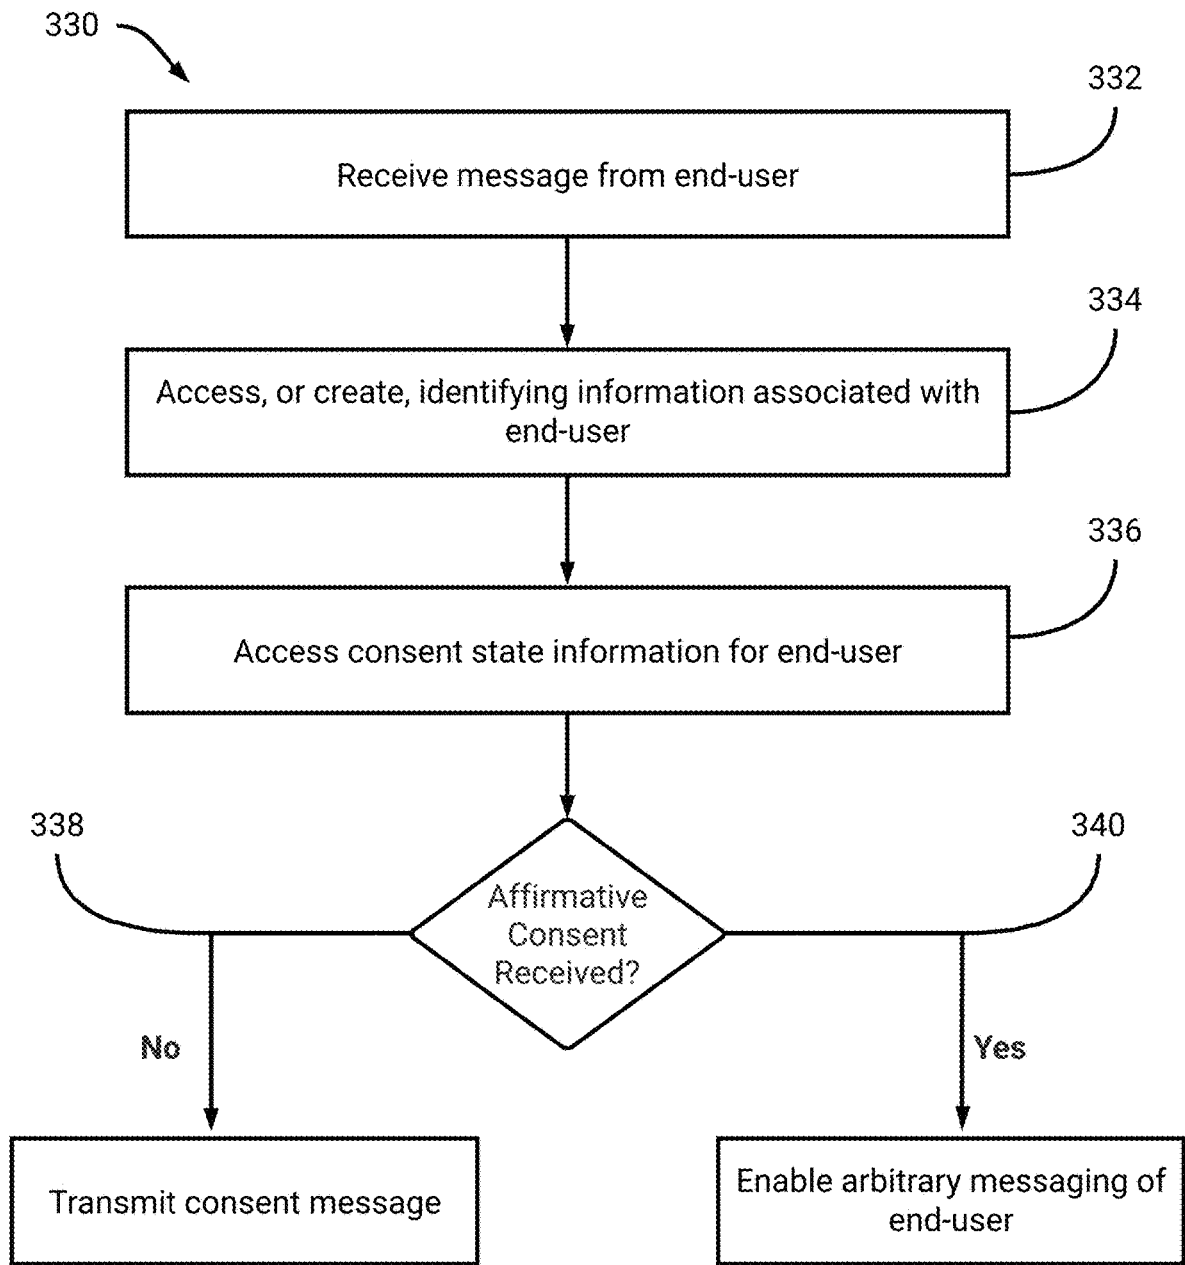 330
332
Receive message from end-user
334
Access, or create, identifying information associated with
end-user
336
Access consent state information for end-user
338
340
Affirmative
Consent
Received?
No
Yes
Transmit consent message
Enable arbitrary messaging of
end-user